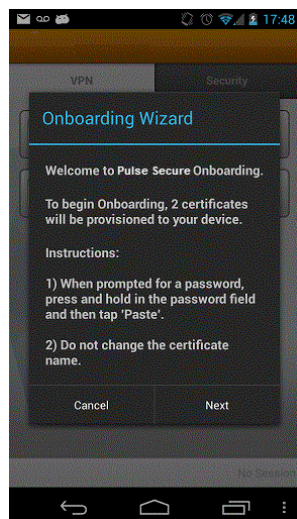 17:48
VPN
Security
Onboarding Wizard
Welcome to Pulse Secure Onboarding.
To begin Onboarding, 2 certificates
will be provisioned to your device.
Instructions:
1) When prompted for a password,
press and hold in the password field
and then tap 'Paste'.
2) Do not change the certificate
name.
Cancel
Next
No Session